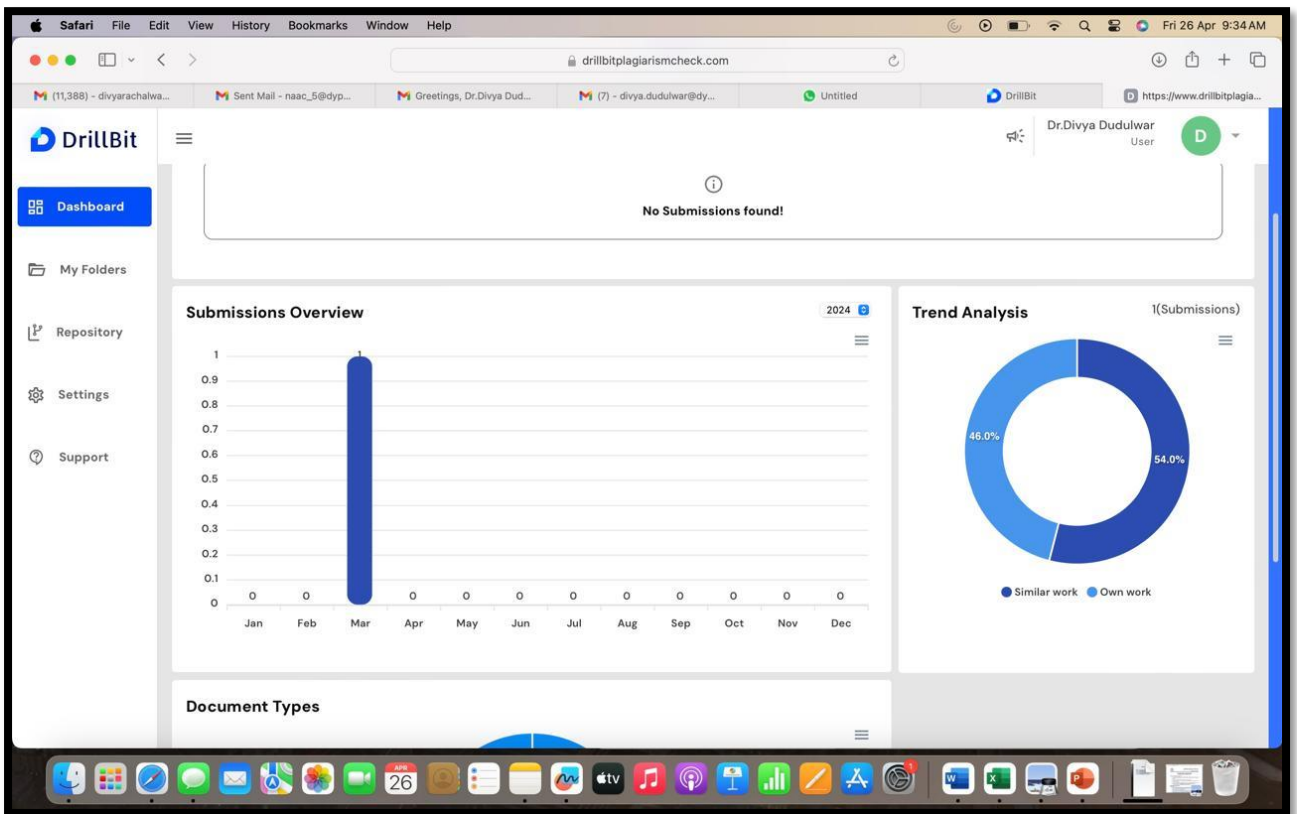 Safari File Edit View History Bookmarks Window Help Fri 26 Apr 9:34 AM
drillbitplagiarismcheck.com
(11,388) - divyarachalwa... Sent Mail - naac_5@dyp... Greetings, Dr.Divya Dud... (7) - divya.dudulwar@dy... Untitled DrillBit https://www.drillbitplagia...
DrillBit
Dr.Divya Dudulwar
User
D
Dashboard
My Folders
Repository
Settings
Support
No Submissions found!
Submissions Overview
2024
1
0.9
0.8
0.7
0.6
0.5
0.4
0.3
0.2
0.1
0
0 0 1 0 0 0 0 0 0 0 0 0
Jan Feb Mar Apr May Jun Jul Aug Sep Oct Nov Dec
Trend Analysis
1(Submissions)
46.0%
54.0%
Similar work Own work
Document Types
APR
26
tv
1
W
X
P